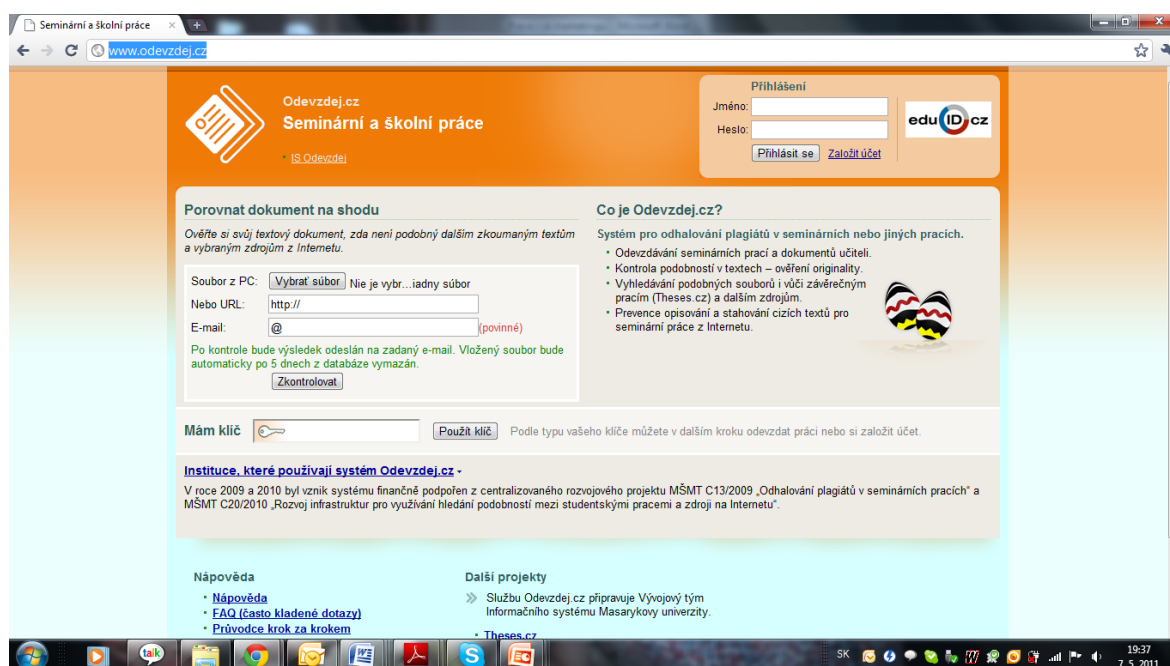 Seminární a školní práce
www.odevzdej.cz
Odevzdej.cz
Seminární a školní práce
IS Odevzdej
Přihlášení
Jméno:
Heslo:
Přihlásit se Založit účet
edu ID.cz
Porovnat dokument na shodu
Ověřte si svůj textový dokument, zda není podobný dalším zkoumaným textům
a vybraným zdrojům z Internetu.
Soubor z PC: Vybrať súbor Nie je vybr...iadny súbor
Nebo URL: http://
E-mail: @ (povinné)
Po kontrole bude výsledek odeslán na zadaný e-mail. Vložený soubor bude
automaticky po 5 dnech z databáze vymazán.
Zkontrolovat
Co je Odevzdej.cz?
Systém pro odhalování plagiátů v seminárních nebo jiných pracích.
Odevzdávání seminárních prací a dokumentů učiteli.
Kontrola podobností v textech – ověření originality.
Vyhledávání podobných souborů i vůči závěrečným
pracím (Theses.cz) a dalším zdrojům.
Prevence opisování a stahování cizích textů pro
seminární práce z Internetu.
Mám klíč Použít klíč Podle typu vašeho klíče můžete v dalším kroku odevzdat práci nebo si založit účet.
Instituce, které používají systém Odevzdej.cz
V roce 2009 a 2010 byl vznik systému finančně podpořen z centralizovaného rozvojového projektu MŠMT C13/2009 „Odhalování plagiátů v seminárních pracích“ a
MŠMT C20/2010 „Rozvoj infrastruktur pro využívání hledání podobností mezi studentskými pracemi a zdroji na Internetu“.
Nápověda
Nápověda
FAQ (často kladené dotazy)
Průvodce krok za krokem
Další projekty
Službu Odevzdej.cz připravuje Vývojový tým
Informačního systému Masarykovy univerzity.
Theses.cz
talk
SK
19:37
7.5.2011